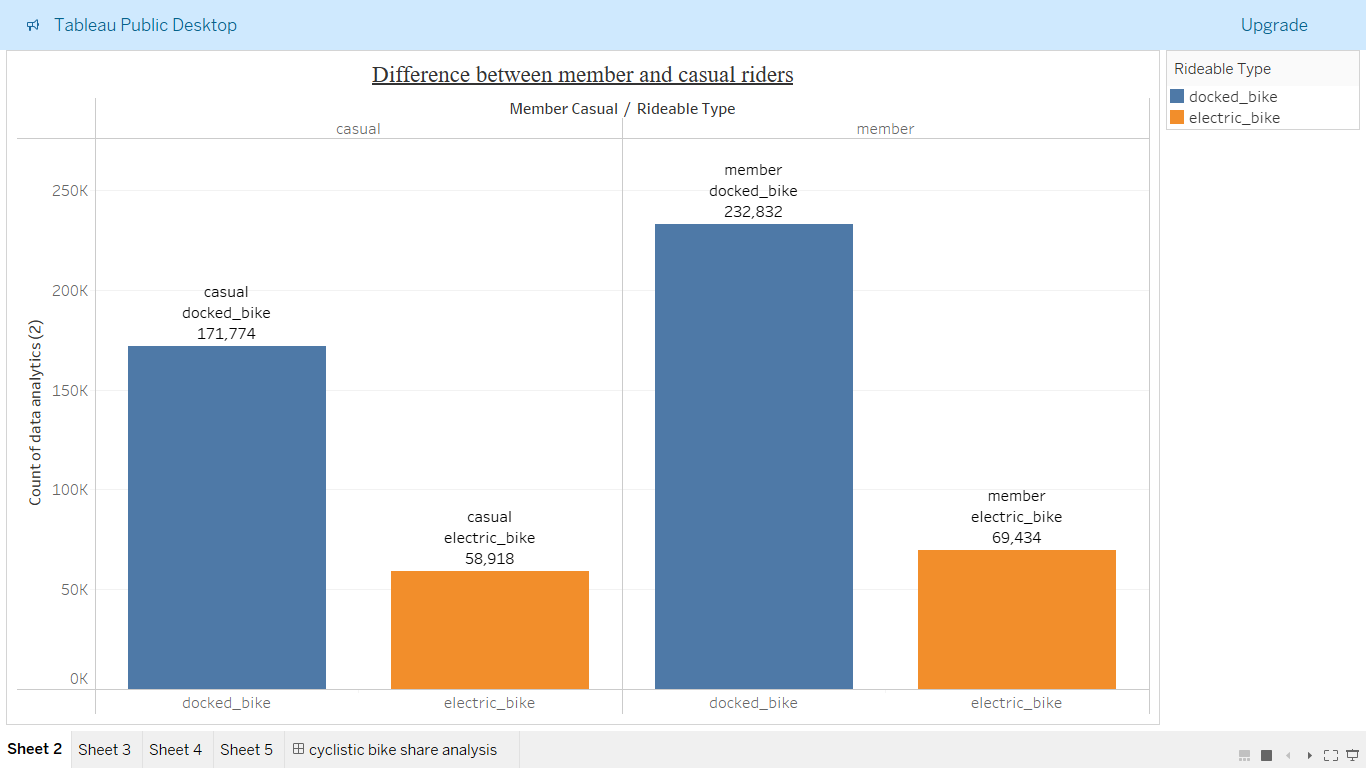 Tableau Public Desktop
Upgrade
Difference between member and casual riders
Rideable Type
docked_bike
electric_bike
Member Casual / Rideable Type
casual
member
Count of data analytics (2)
250K
200K
150K
100K
50K
0K
casual
docked_bike
171,774
casual
electric_bike
58,918
member
docked_bike
232,832
member
electric_bike
69,434
docked_bike
electric_bike
docked_bike
electric_bike
Sheet 2
Sheet 3
Sheet 4
Sheet 5
cyclistic bike share analysis